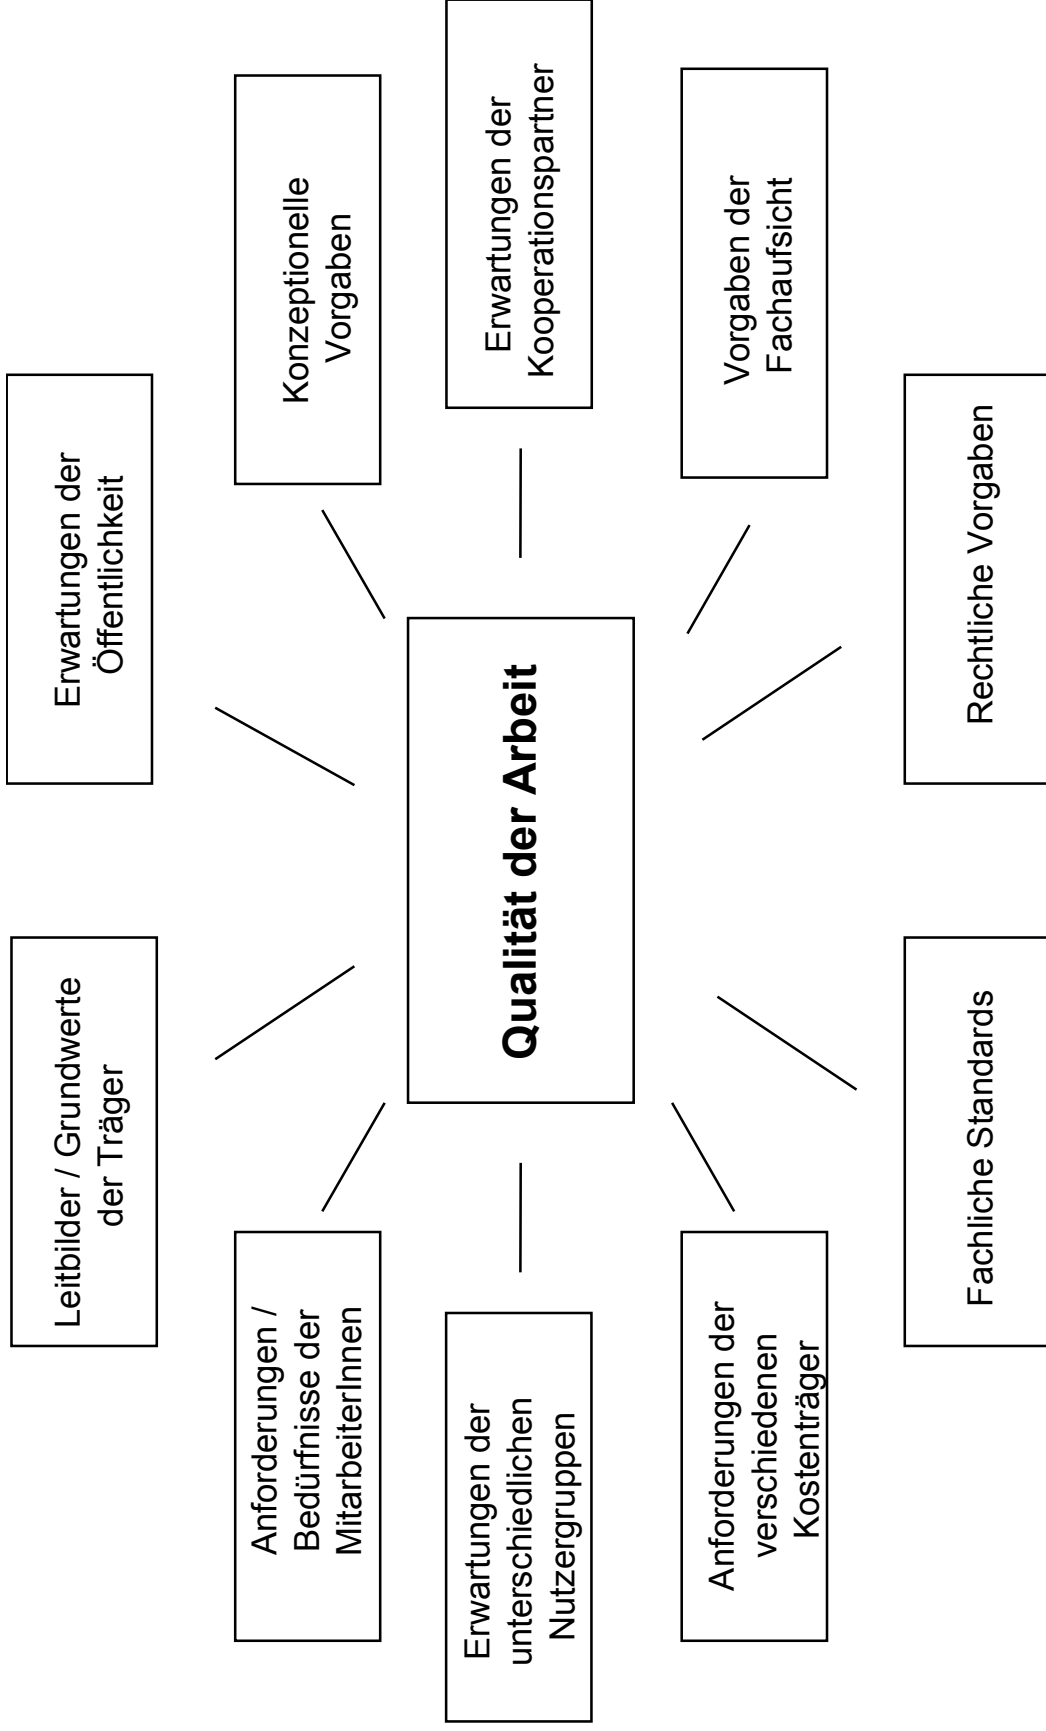 Leitbilder / Grundwerte
der Träger
Erwartungen der
Öffentlichkeit
Anforderungen /
Bedürfnisse der
MitarbeiterInnen
Konzeptionelle
Vorgaben
Erwartungen der
unterschiedlichen
Nutzergruppen
Qualität der Arbeit
Erwartungen der
Kooperationspartner
Anforderungen der
verschiedenen
Kostenträger
Vorgaben der
Fachaufsicht
Fachliche Standards
Rechtliche Vorgaben